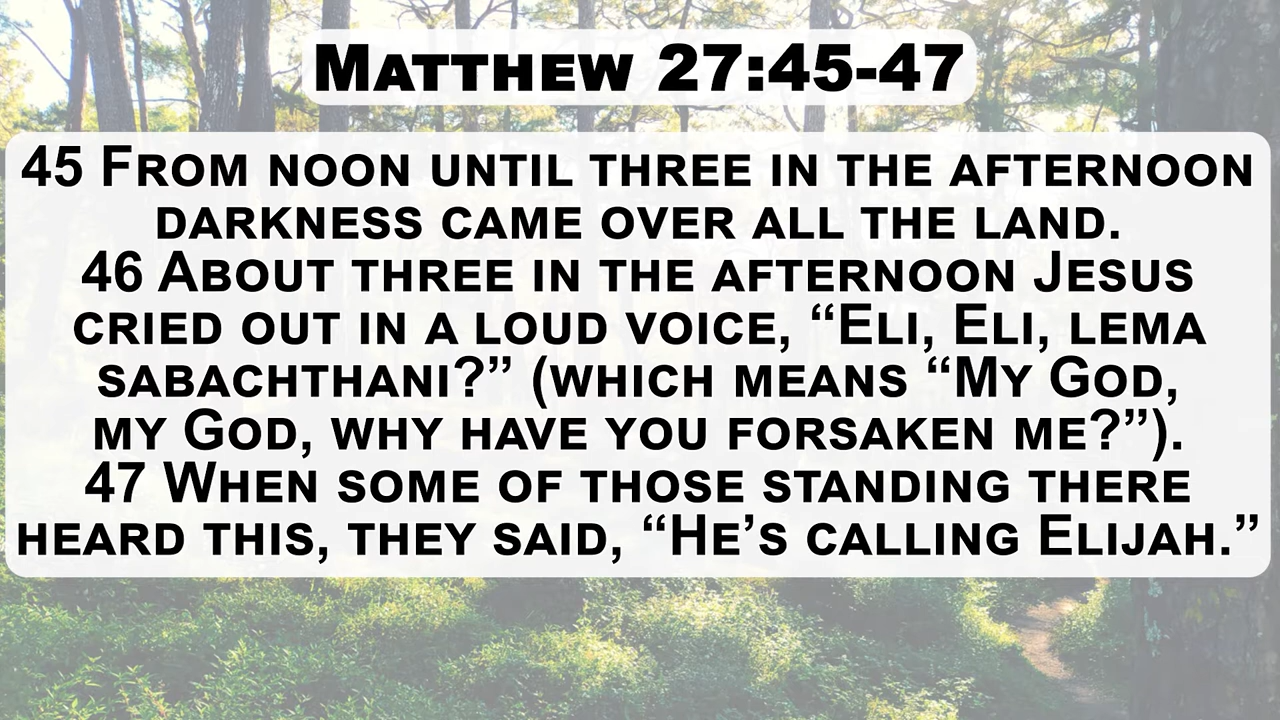 Matthew 27:45-47
45 From noon until three in the afternoon
darkness came over all the land.
46 About three in the afternoon Jesus
cried out in a loud voice, “Eli, Eli, lema
sabachthani?” (which means “My God,
my God, why have you forsaken me?”).
47 When some of those standing there
heard this, they said, “He’s calling Elijah.”